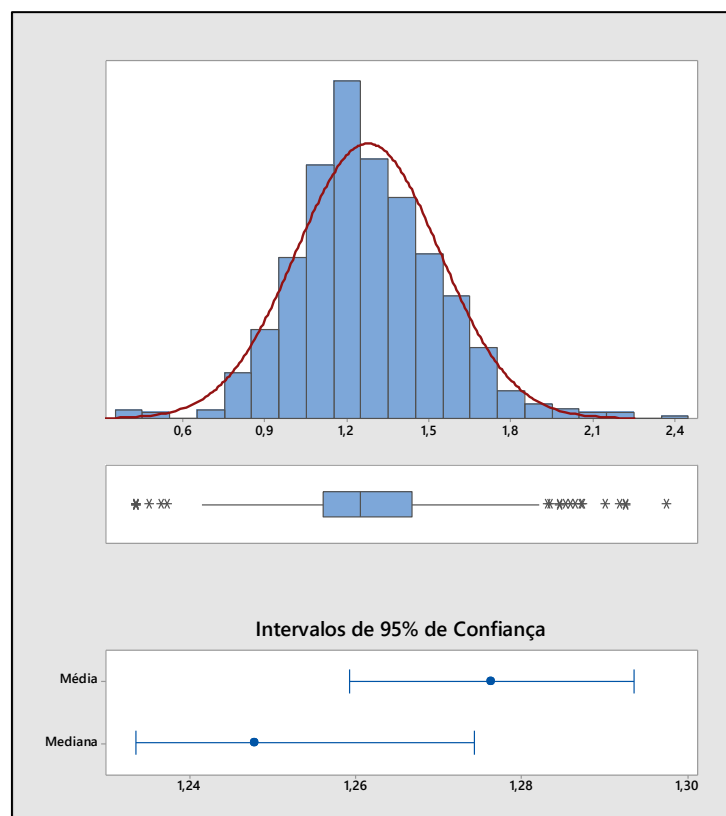 0,6 0,9 1,2 1,5 1,8 2,1 2,4
Intervalos de 95% de Confiança
Média
Mediana
1,24 1,26 1,28 1,30